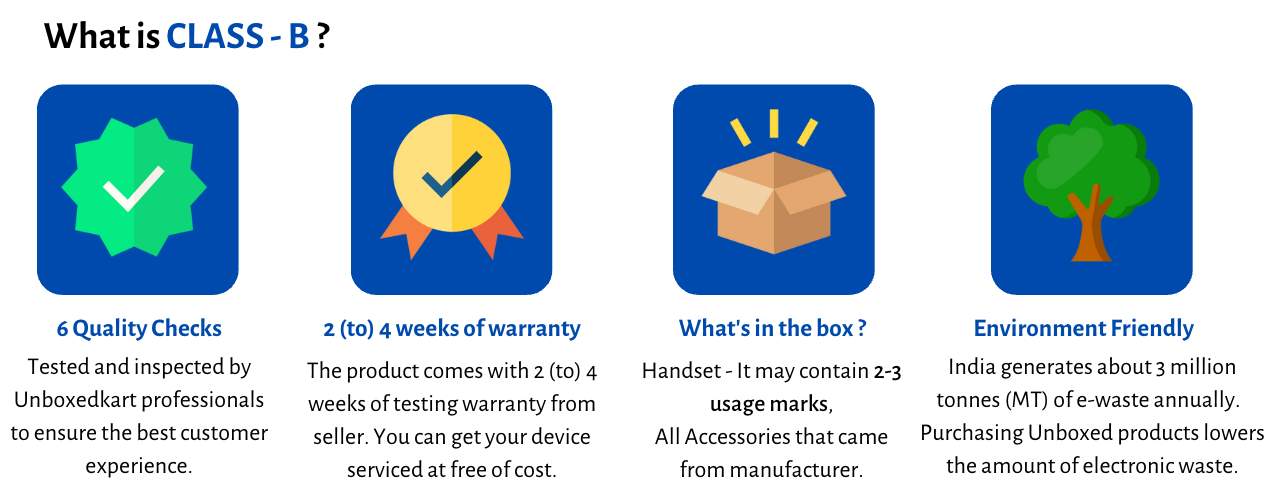 What is CLASS - B ?
6 Quality Checks
Tested and inspected by
Unboxedkart professionals
to ensure the best customer
experience.
2 (to) 4 weeks of warranty
The product comes with 2 (to) 4
weeks of testing warranty from
seller. You can get your device
serviced at free of cost.
What's in the box ?
Handset - It may contain 2-3
usage marks,
All Accessories that came
from manufacturer.
Environment Friendly
India generates about 3 million
tonnes (MT) of e-waste annually.
Purchasing Unboxed products lowers
the amount of electronic waste.